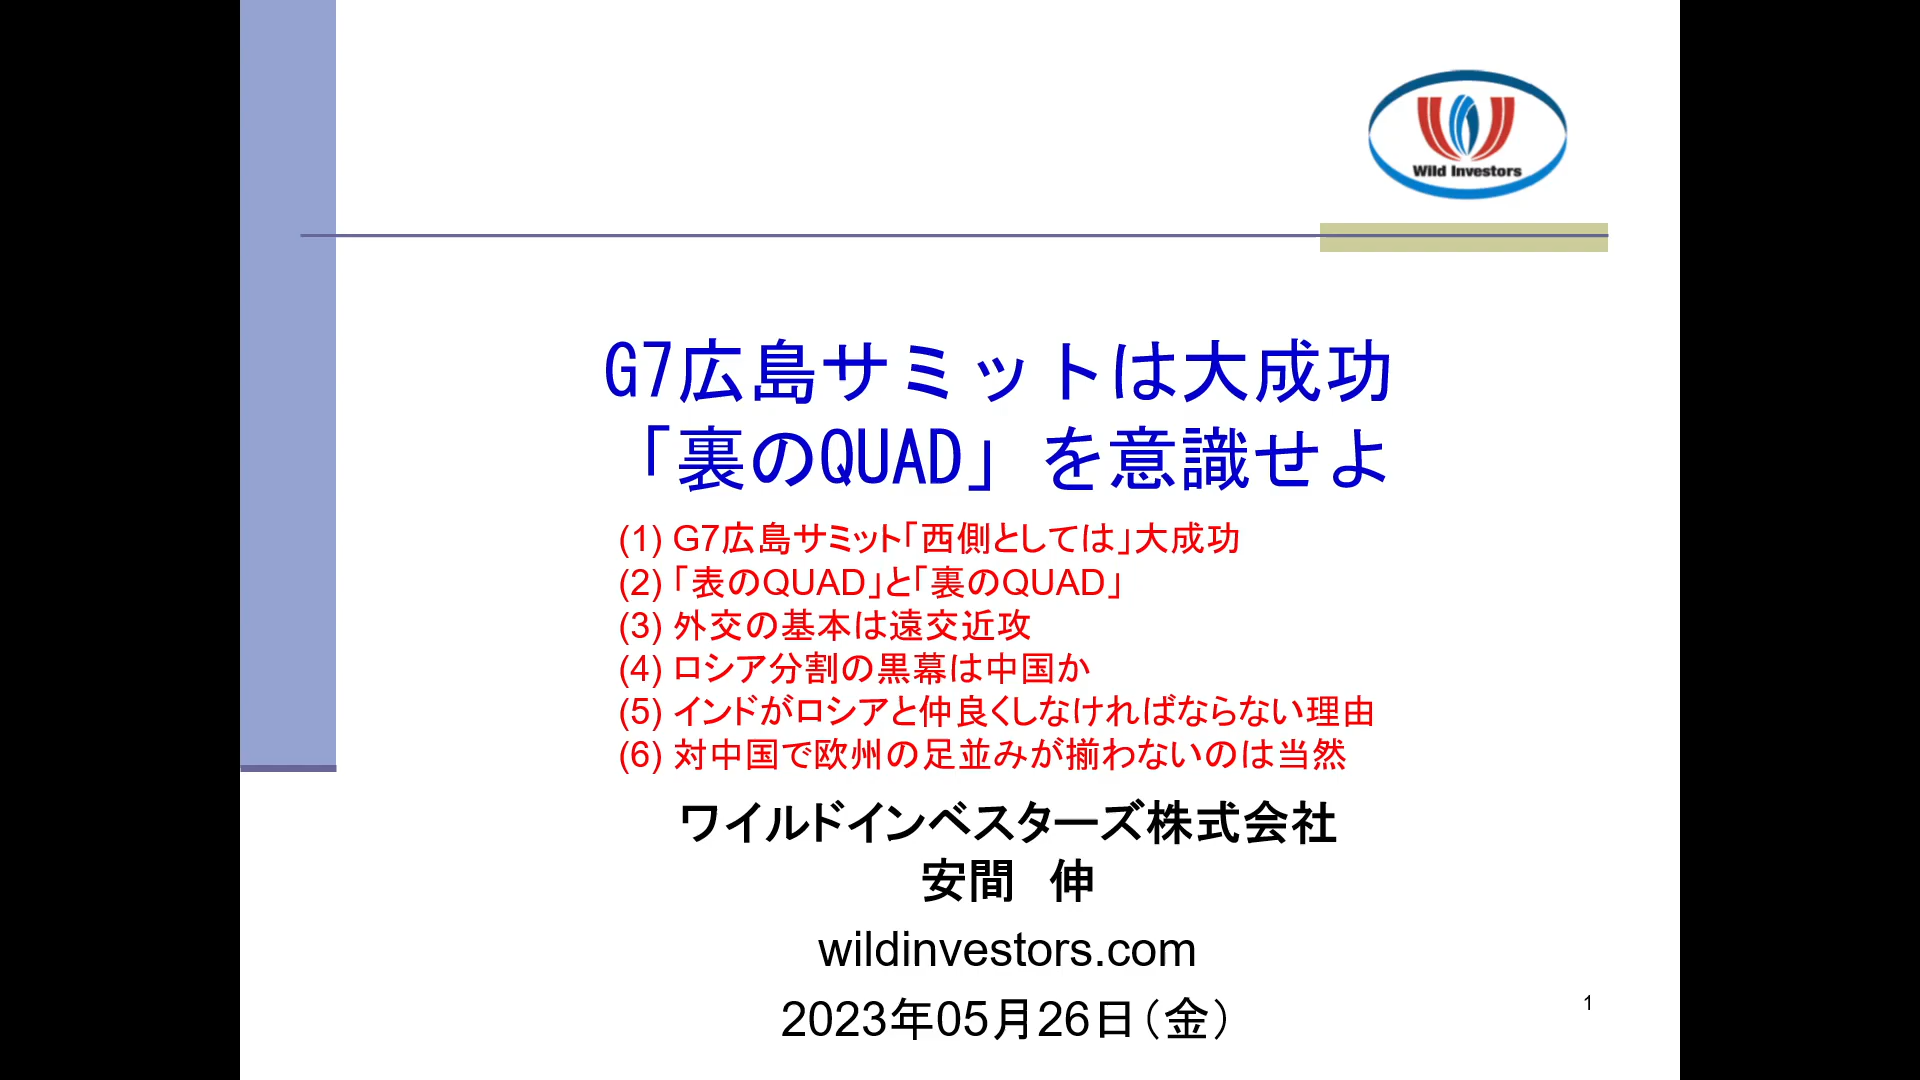 Wild Investors
G7広島サミットは大成功
「裏のQUAD」を意識せよ
(1) G7広島サミット「西側としては」大成功
(2) 「表のQUAD」と「裏のQUAD」
(3) 外交の基本は遠交近攻
(4) ロシア分割の黒幕は中国か
(5) インドがロシアと仲良くしなければならない理由
(6) 対中国で欧州の足並みが揃わないのは当然
ワイルドインベスターズ株式会社
安間　伸
wildinvestors.com
2023年05月26日（金）
1